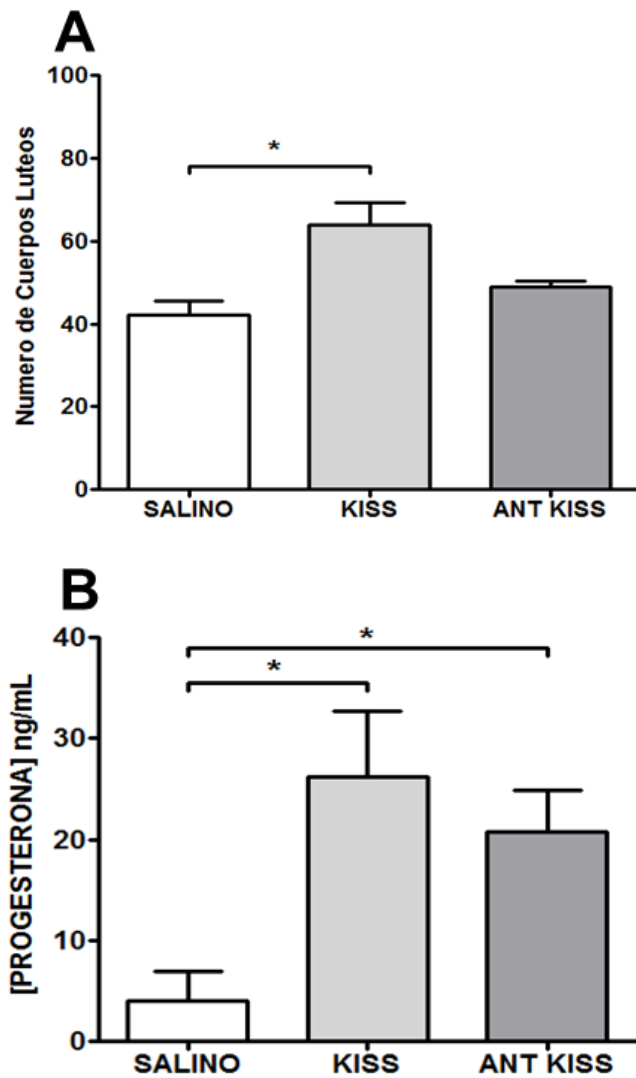 A
Numero de Cuerpos Luteos
100
80
60
40
20
0
*
SALINO KISS ANT KISS
B
[PROGESTERONA] ng/mL
40
30
20
10
0
*
*
SALINO KISS ANT KISS